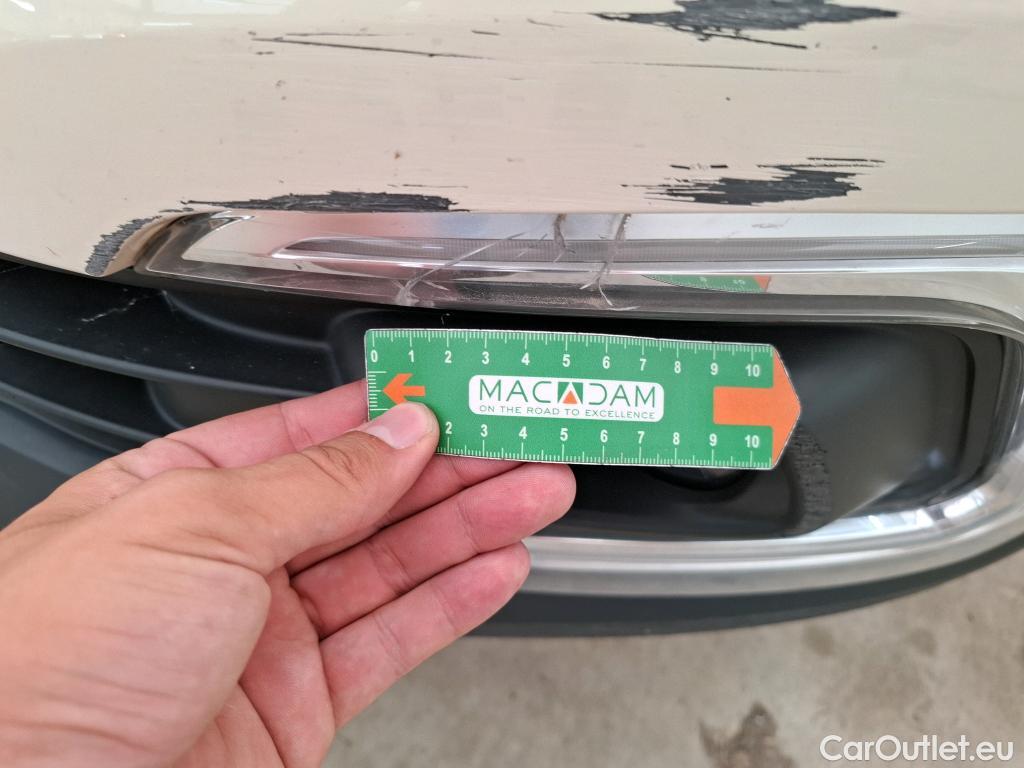 0 1 2 3 4 5 6 7 8 9 10
MACADAM
ON THE ROAD TO EXCELLENCE
2 3 4 5 6 7 8 9 10
CarOutlet.eu